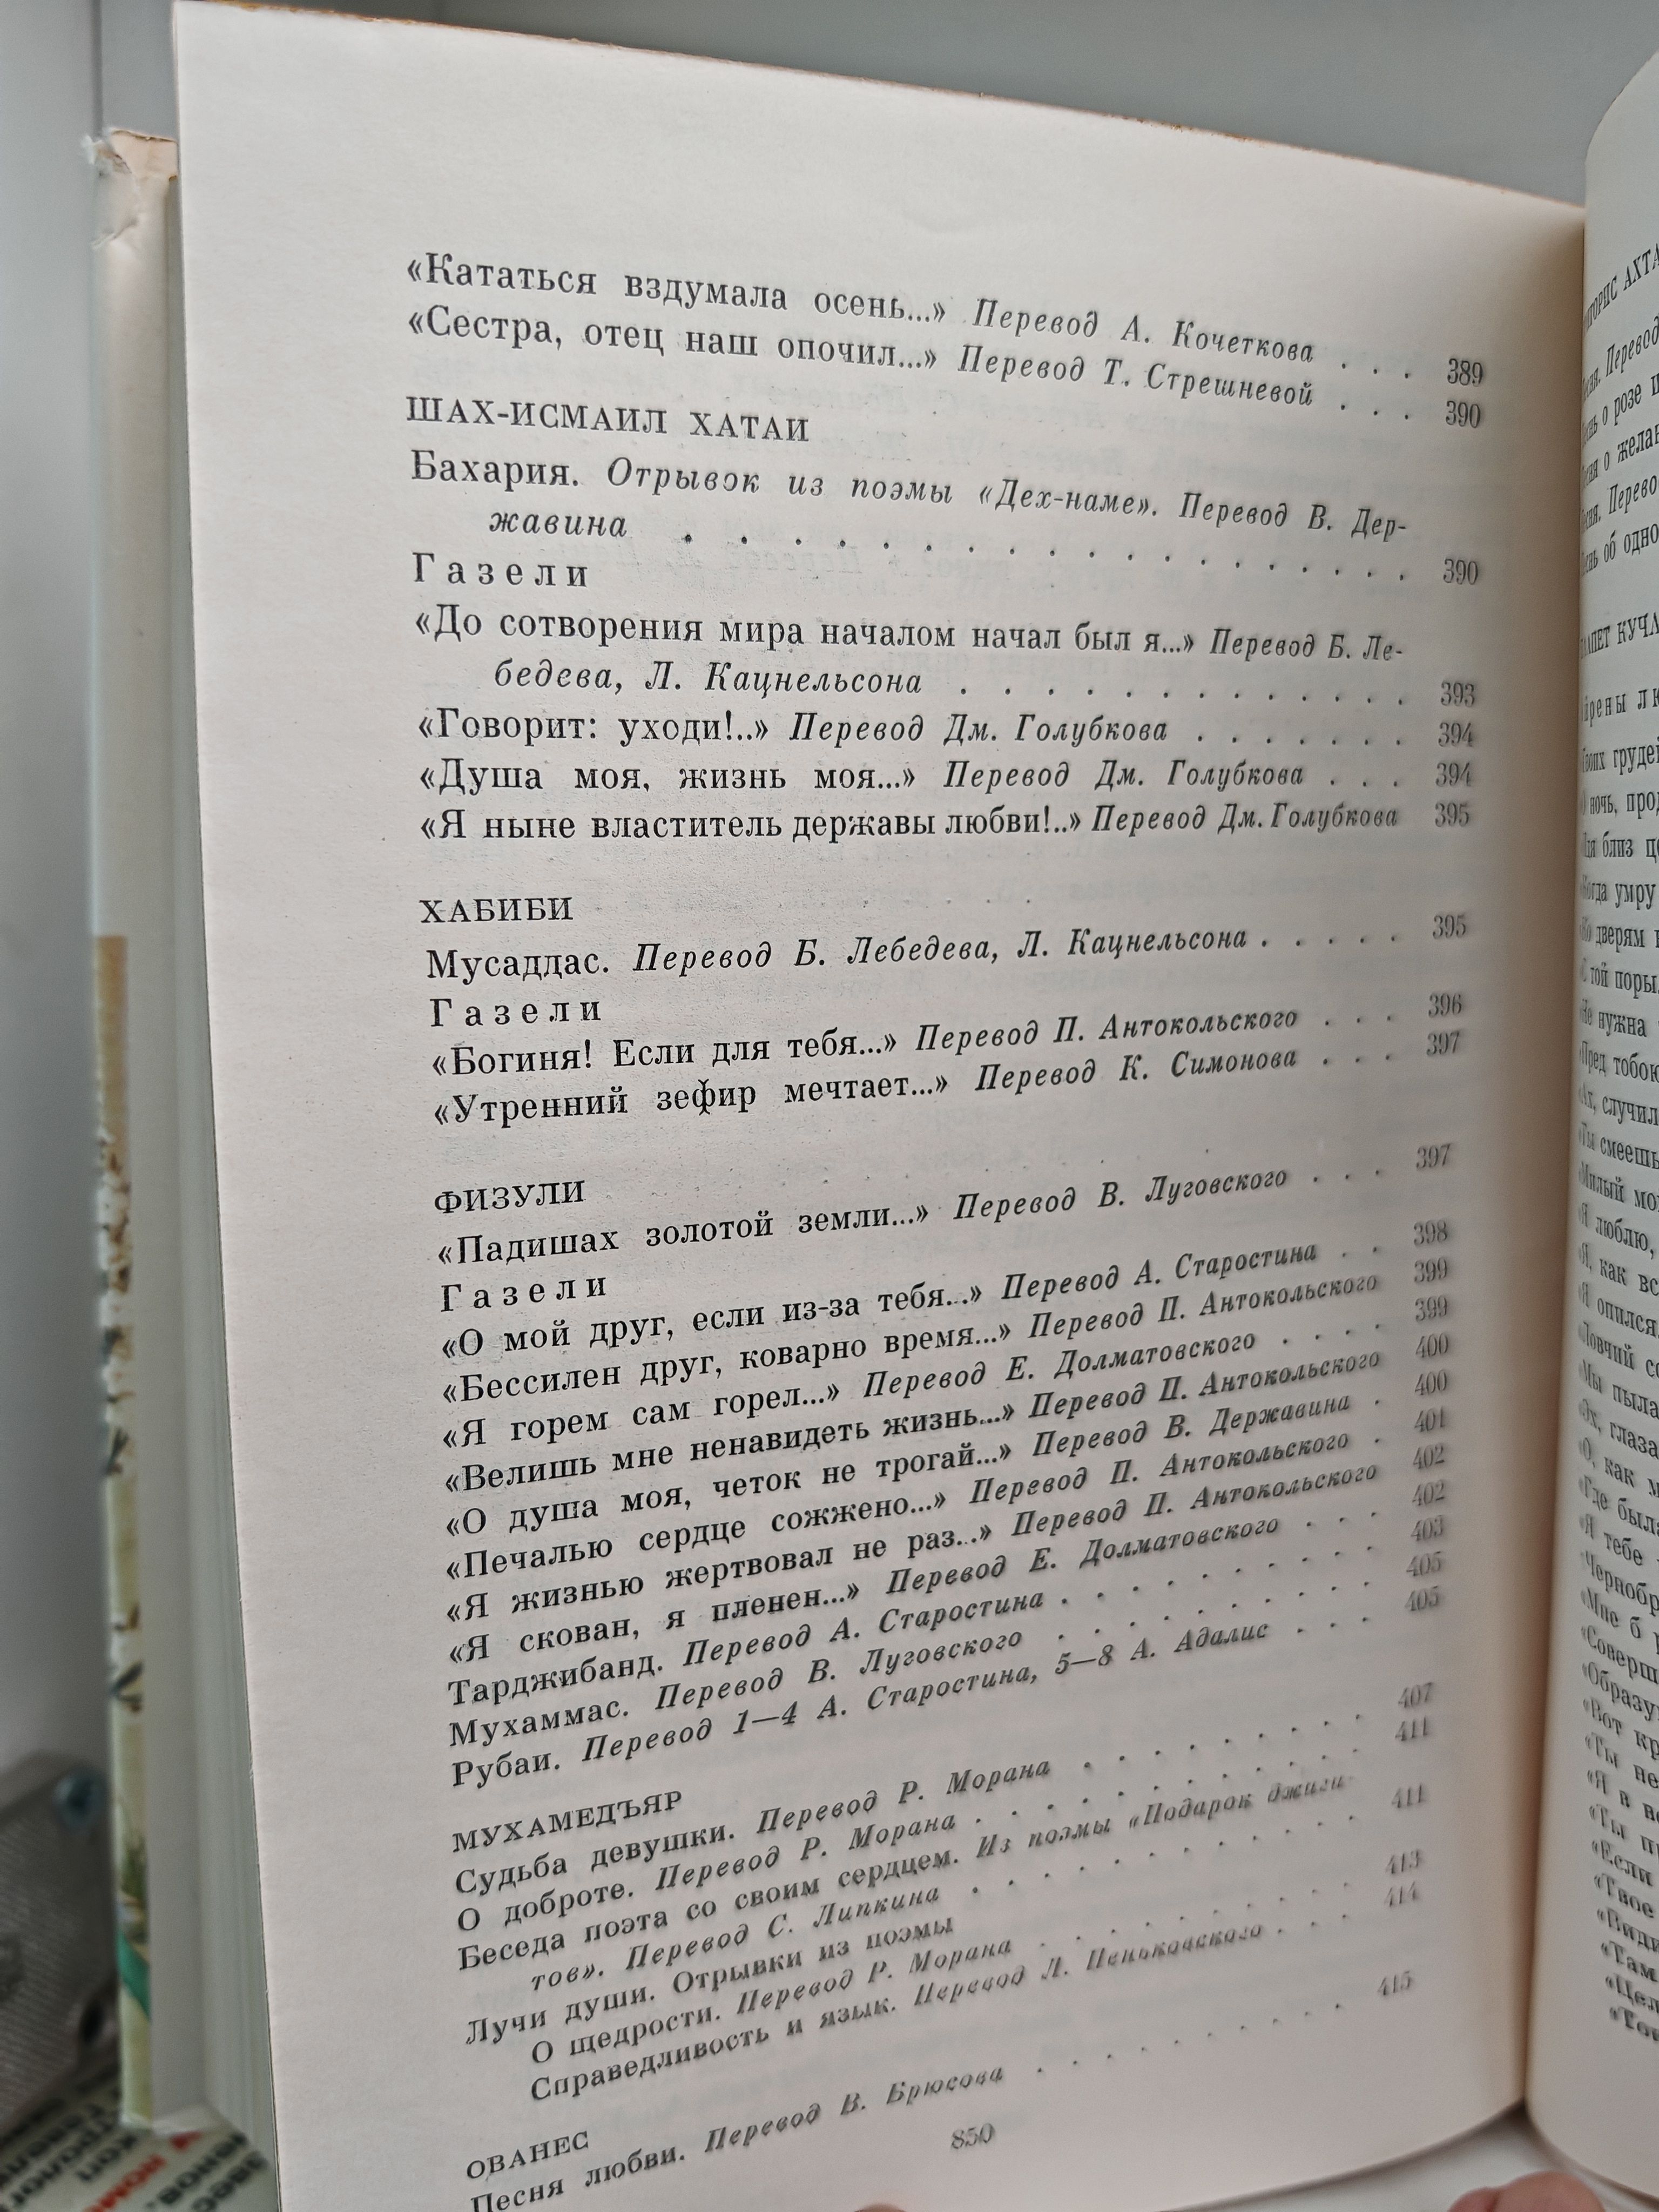 «Кататься вздумала осень...» Перевод А. Кочеткова . . . 389
«Сестра, отец наш опочил...» Перевод Т. Стрешневой . . . 390
ШАХ-ИСМАИЛ ХАТАИ
Бахария. Отрывок из поэмы «Дех-наме». Перевод В. Дер-
жавина . . . . . . . . . . . . . . . . . 390
Газели
«До сотворения мира началом начал был я...» Перевод Б. Ле-
бедева, Л. Кацнельсона . . . . . . . . . . . 393
«Говорит: уходи!..» Перевод Дм. Голубкова . . . . . . 394
«Душа моя, жизнь моя...» Перевод Дм. Голубкова . . . 394
«Я ныне властитель державы любви!..» Перевод Дм. Голубкова 395
ХАБИБИ
Мусаддас. Перевод Б. Лебедева, Л. Кацнельсона . . . . . 395
Газели
«Богиня! Если для тебя...» Перевод П. Антокольского . . . 396
«Утренний зефир мечтает...» Перевод К. Симонова . . . 397
ФИЗУЛИ
«Падишах золотой земли...» Перевод В. Луговского . . . 397
Газели
«О мой друг, если из-за тебя...» Перевод А. Старостина . . 398
«Бессилен друг, коварно время...» Перевод П. Антокольского 399
«Я горем сам горел...» Перевод Е. Долматовского . . . . 399
«Велишь мне ненавидеть жизнь...» Перевод П. Антокольского 400
«О душа моя, четок не трогай...» Перевод В. Державина . 400
«Печалью сердце сожжено...» Перевод П. Антокольского . 401
«Я жизнью жертвовал не раз...» Перевод П. Антокольского 402
«Я скован, я пленен...» Перевод Е. Долматовского . . . 402
Тарджибанд. Перевод А. Старостина . . . . . . . . 403
Мухаммас. Перевод В. Луговского . . . . . . . . 405
Рубаи. Перевод 1—4 А. Старостина, 5—8 А. Адалис . . . 405
МУХАМЕДЪЯР
Судьба девушки. Перевод Р. Морана . . . . . . . 407
О доброте. Перевод Р. Морана . . . . . . . . . 411
Беседа поэта со своим сердцем. Из поэмы «Подарок джиги-
тов». Перевод С. Липкина . . . . . . . . . . 411
Лучи души. Отрывки из поэмы
О щедрости. Перевод Р. Морана . . . . . . . . 413
Справедливость и язык. Перевод Л. Пеньковского . . . 414
ОВАНЕС
Песня любви. Перевод В. Брюсова . . . . . . . . 415
850